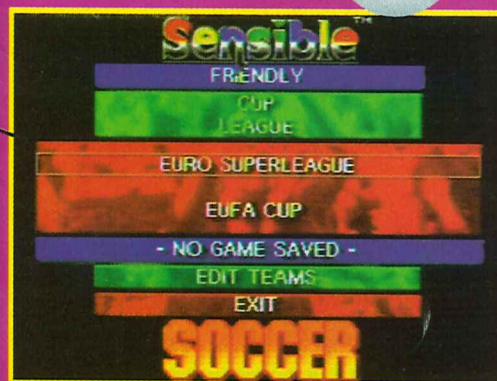 Sensible™
FRIENDLY
CUP
LEAGUE
EURO SUPERLEAGUE
EUFA CUP
- NO GAME SAVED -
EDIT TEAMS
EXIT
SOCCER